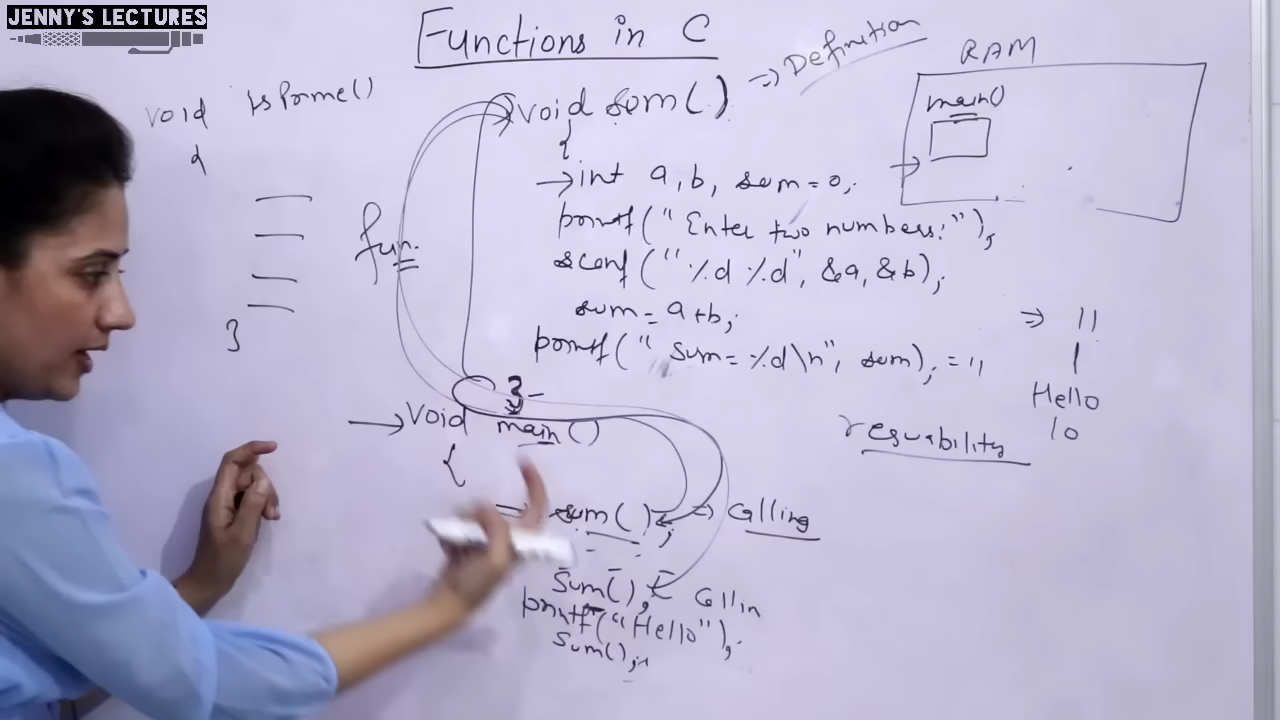 JENNY'S LECTURES
Functions in C
void isPrime()
{
}
fun.
void sum() => Definition
{
→ int a, b, sum = 0;
printf("Enter two numbers:");
scanf("%d %d", &a, &b);
sum = a+b;
printf("Sum= %d\n", sum); = 11
}
→ void main()
{
→ sum(); => Calling
sum(); Callin
printf("Hello");
sum();
RAM
main()
→
=> 11
1
Hello
10
reusability